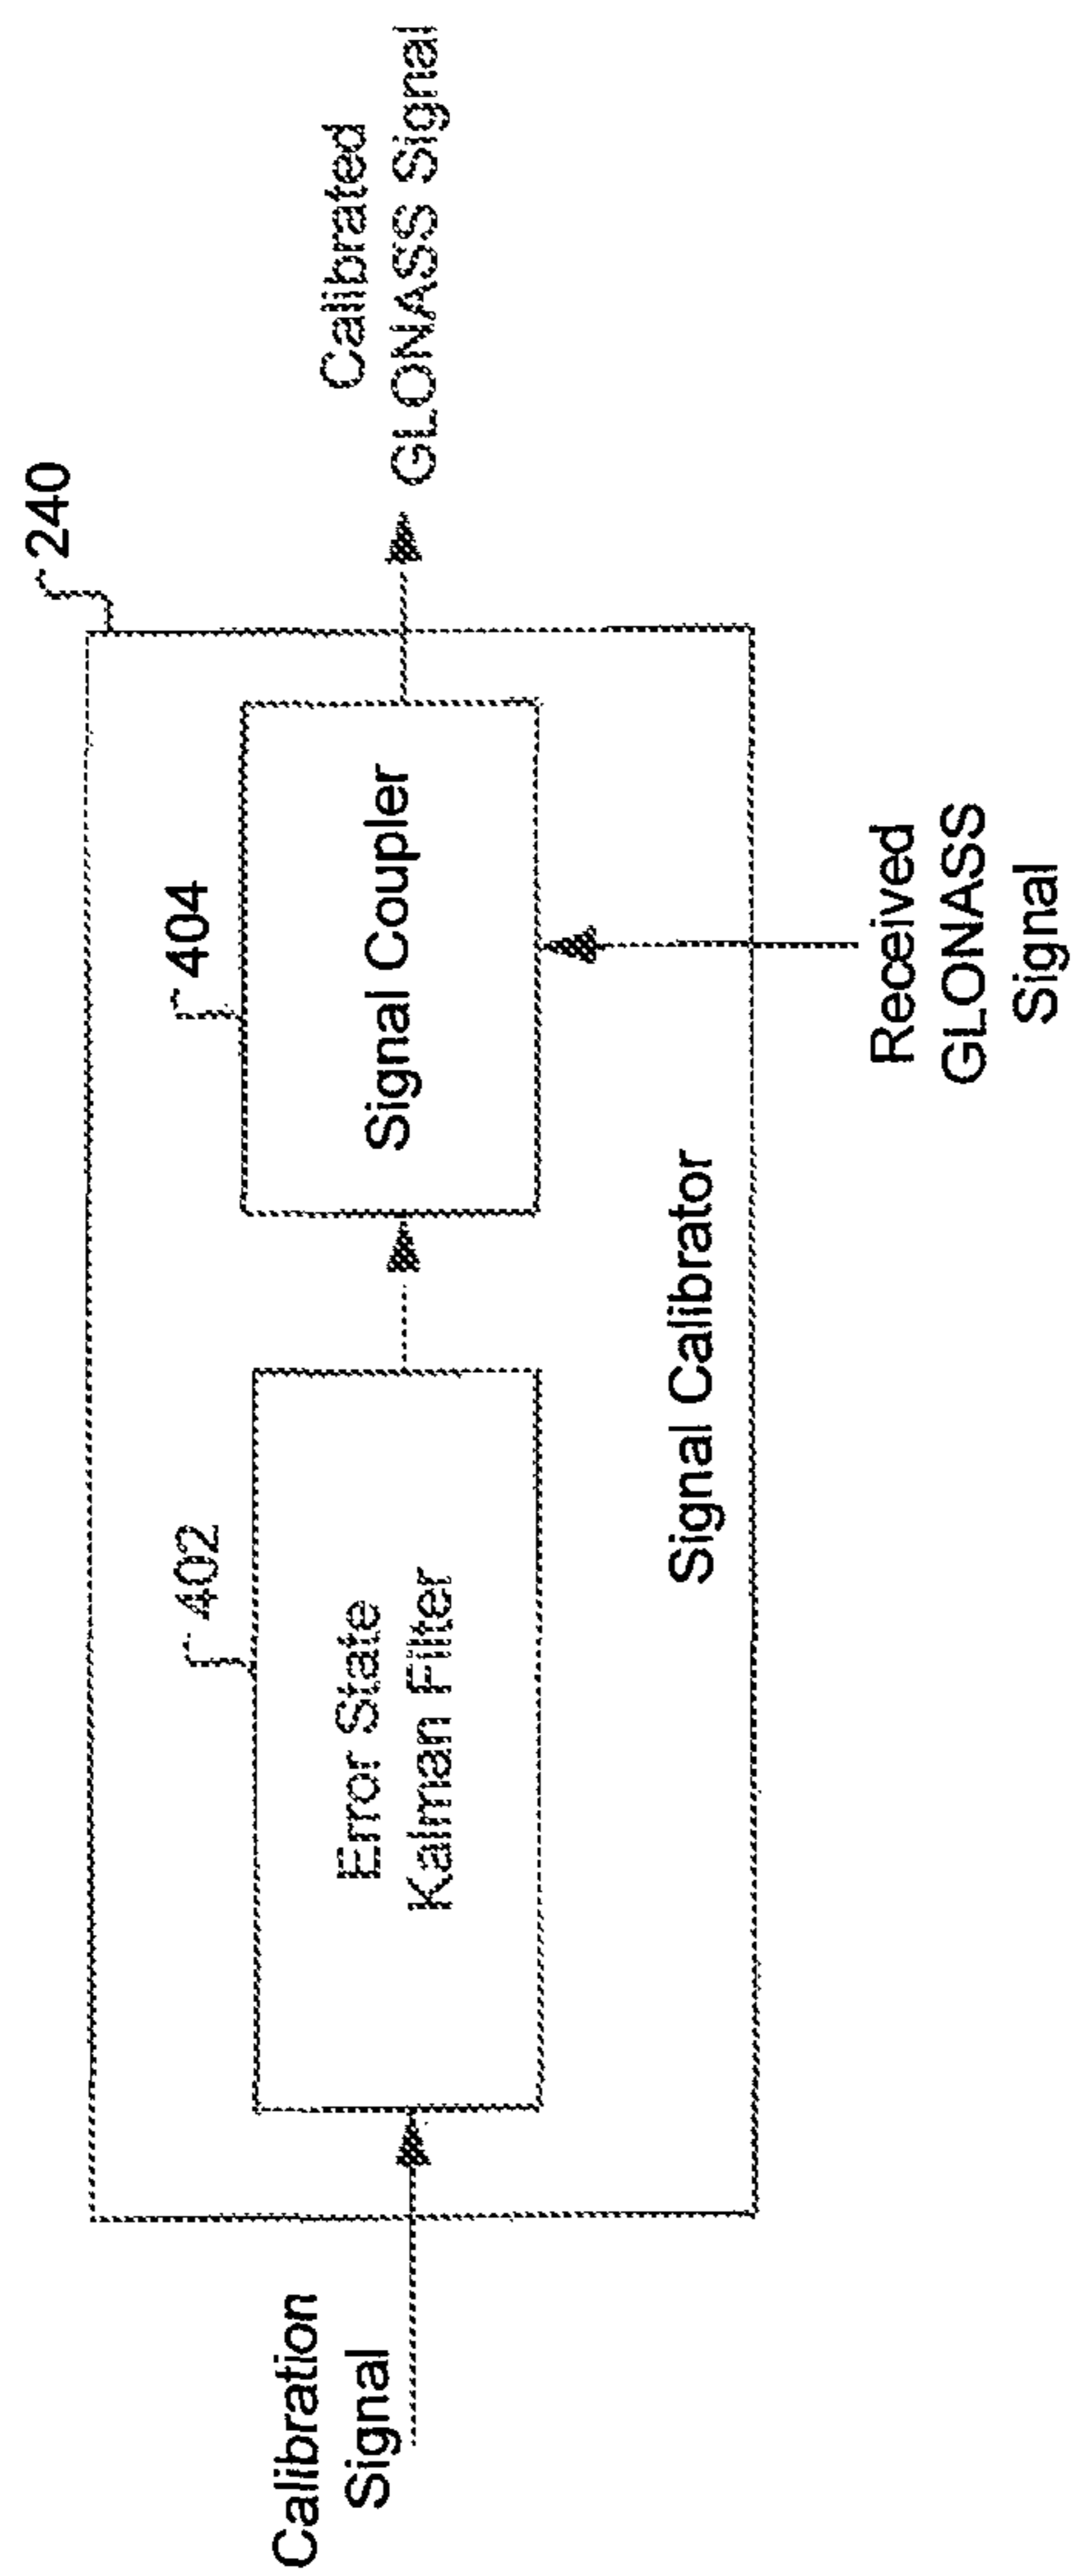 240
Calibration
Signal
402
Error State
Kalman Filter
404
Signal Coupler
Calibrated
GLONASS Signal
Signal Calibrator
Received
GLONASS
Signal